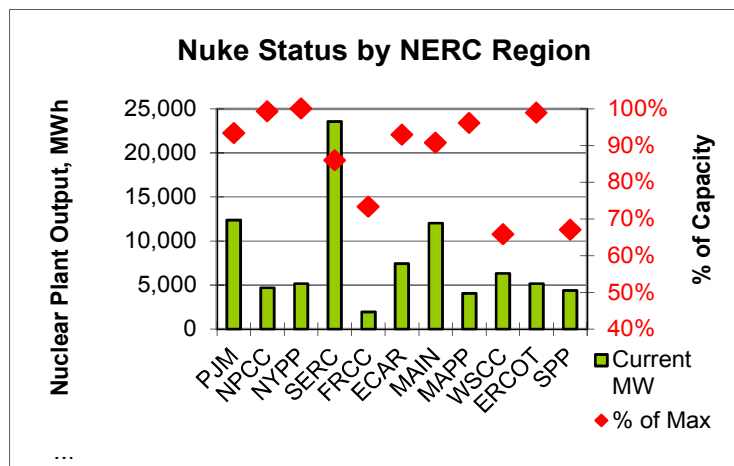 Nuke Status by NERC Region
Nuclear Plant Output, MWh
25,000
20,000
15,000
10,000
5,000
0
100%
90%
80%
70%
60%
50%
40%
% of Capacity
PJM
NPCC
NYPP
SERC
FRCC
ECAR
MAIN
MAPP
WSCC
ERCOT
SPP
Current
MW
% of Max
...